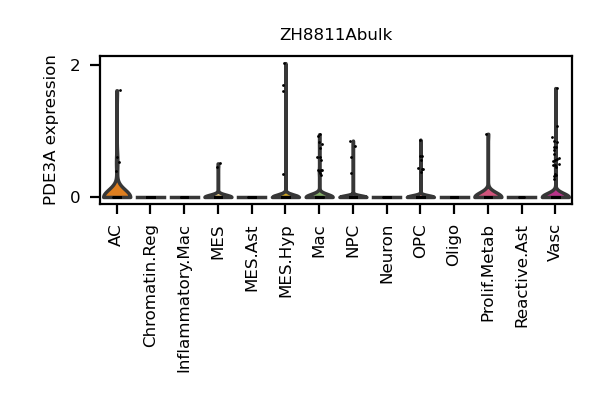 ZH8811Abulk
PDE3A expression
2
0
AC
Chromatin.Reg
Inflammatory.Mac
MES
MES.Ast
MES.Hyp
Mac
NPC
Neuron
OPC
Oligo
Prolif.Metab
Reactive.Ast
Vasc